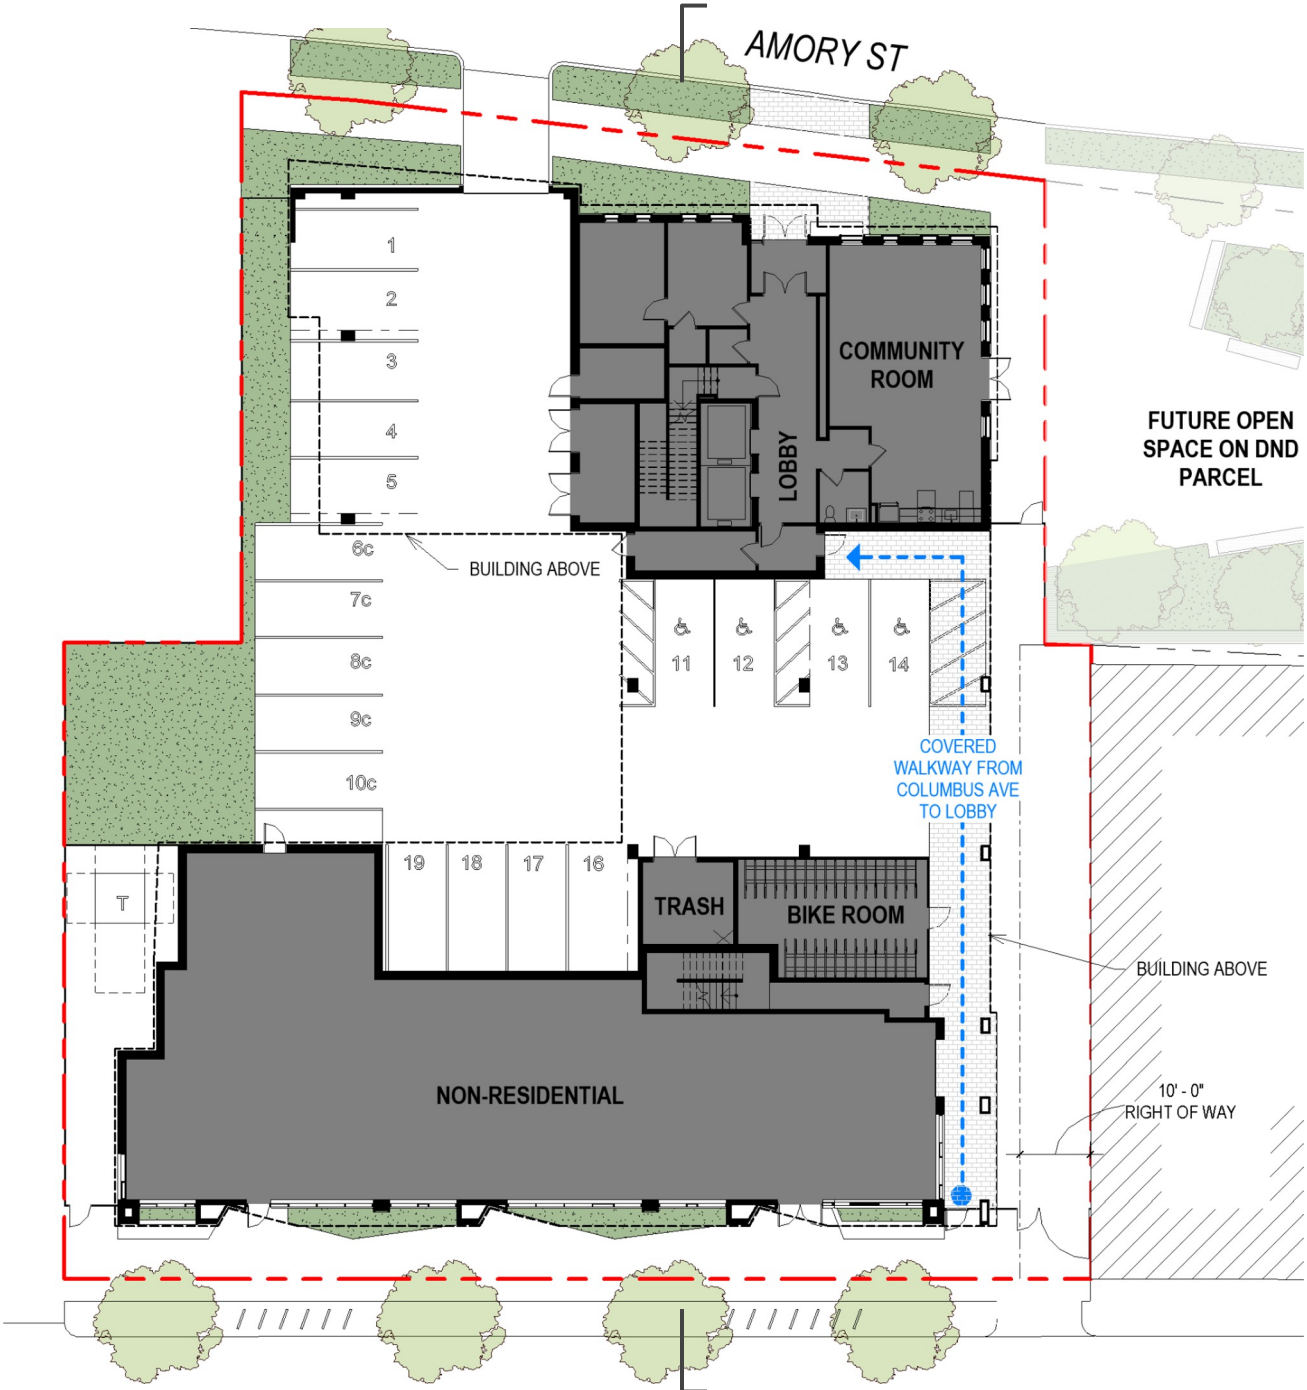 AMORY ST
1
2
3
4
5
6c
7c
8c
9c
10c
COMMUNITY
ROOM
LOBBY
FUTURE OPEN
SPACE ON DND
PARCEL
BUILDING ABOVE
11
12
13
14
COVERED
WALKWAY FROM
COLUMBUS AVE
TO LOBBY
19
18
17
16
T
TRASH
BIKE ROOM
BUILDING ABOVE
NON-RESIDENTIAL
10' - 0"
RIGHT OF WAY